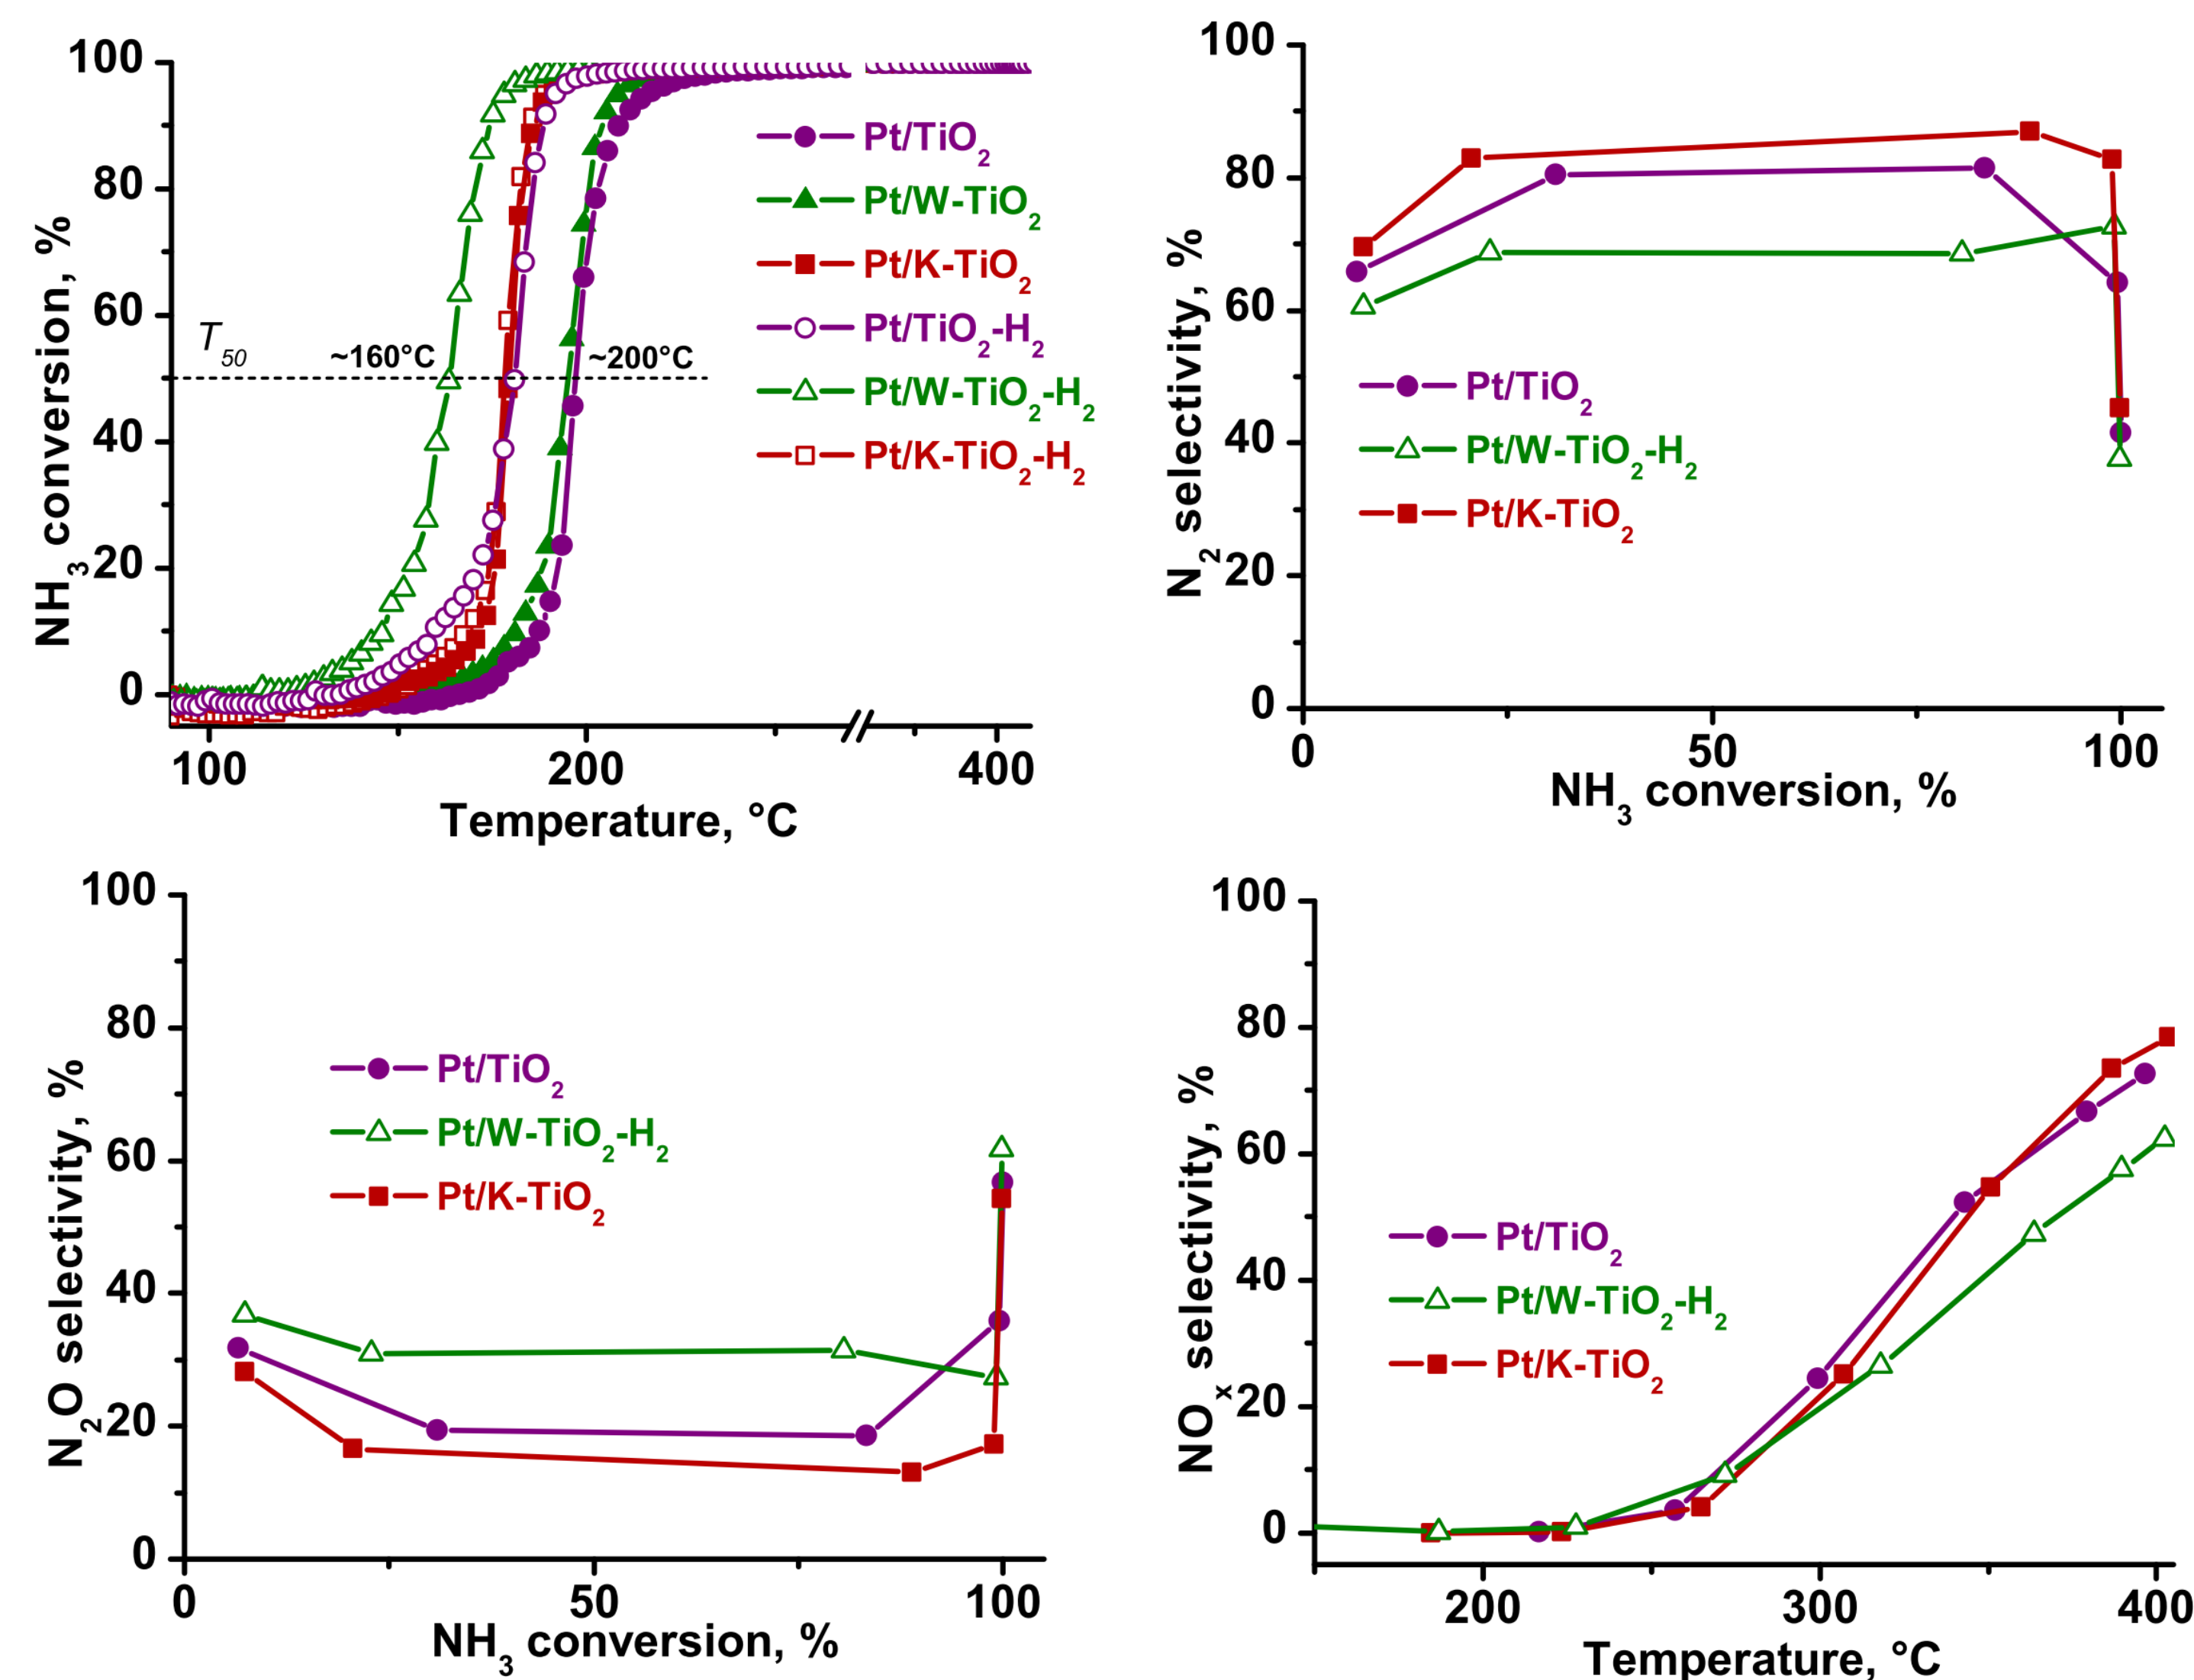 100
80
60
40
20
0
NH₃ conversion, %
T₅₀
~160°C
~200°C
Pt/TiO₂
Pt/W-TiO₂
Pt/K-TiO₂
Pt/TiO₂-H₂
Pt/W-TiO₂-H₂
Pt/K-TiO₂-H₂
100
200
400
Temperature, °C
100
80
60
40
20
0
N₂ selectivity, %
Pt/TiO₂
Pt/W-TiO₂-H₂
Pt/K-TiO₂
0
50
100
NH₃ conversion, %
100
80
60
40
20
0
N₂O selectivity, %
Pt/TiO₂
Pt/W-TiO₂-H₂
Pt/K-TiO₂
0
50
100
NH₃ conversion, %
100
80
60
40
20
0
NOₓ selectivity, %
Pt/TiO₂
Pt/W-TiO₂-H₂
Pt/K-TiO₂
200
300
400
Temperature, °C